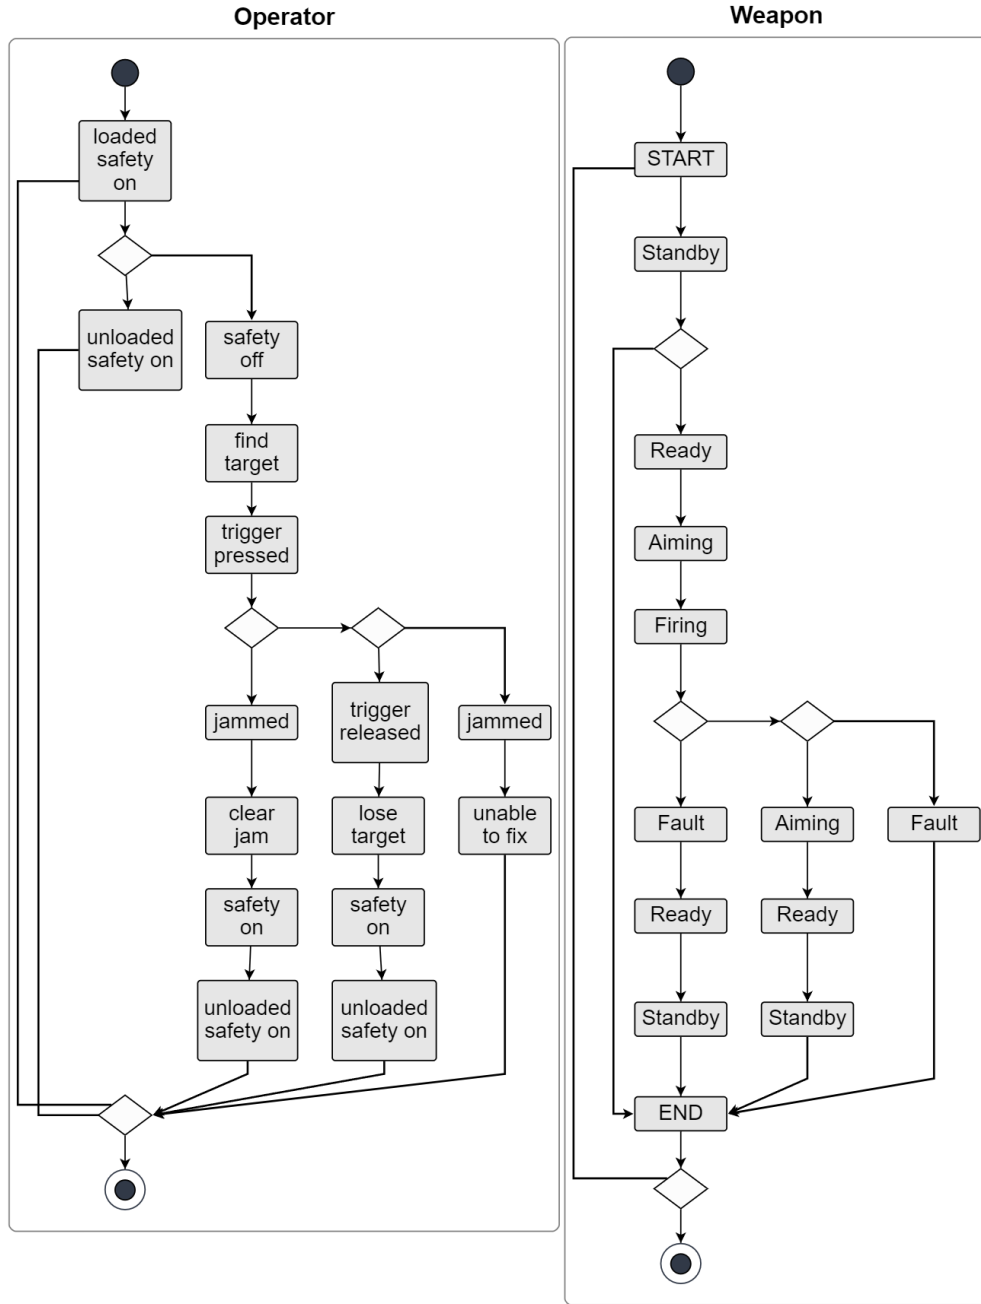 Operator
loaded
safety
on
unloaded
safety on
safety
off
find
target
trigger
pressed
jammed
trigger
released
jammed
clear
jam
lose
target
unable
to fix
safety
on
safety
on
unloaded
safety on
unloaded
safety on
Weapon
START
Standby
Ready
Aiming
Firing
Fault
Aiming
Fault
Ready
Ready
Standby
Standby
END